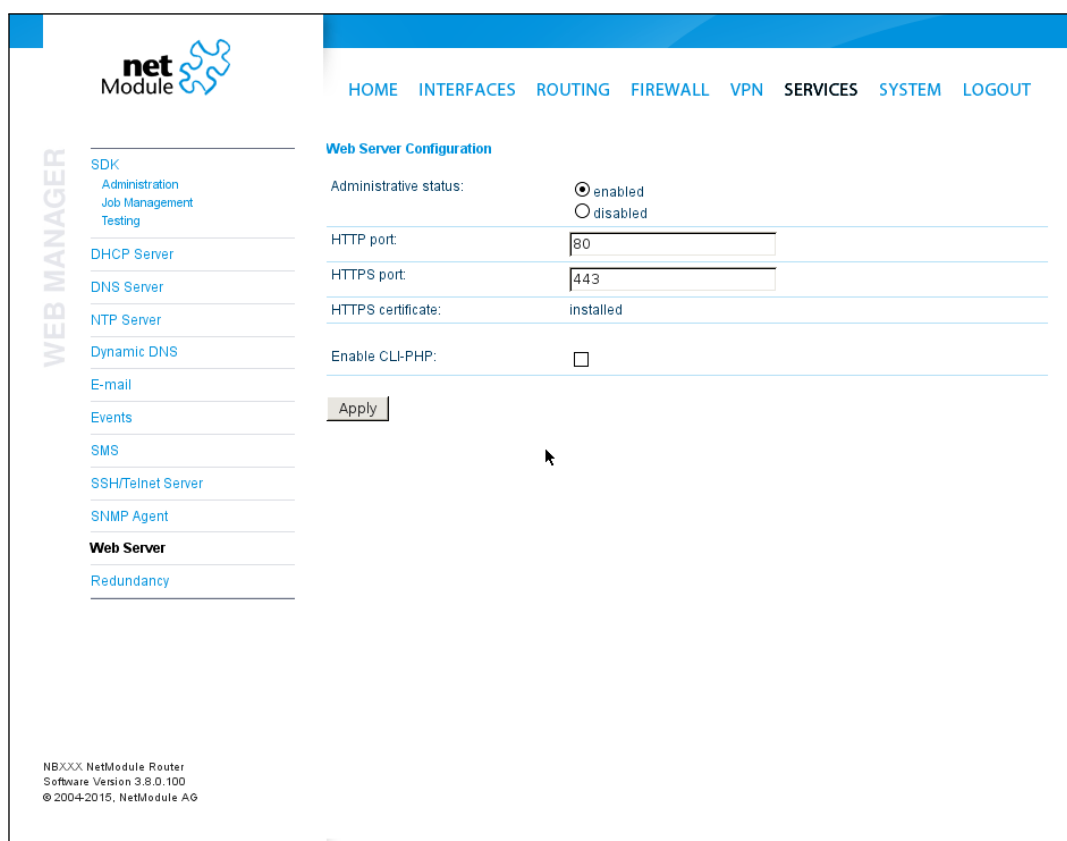 net
Module
HOME INTERFACES ROUTING FIREWALL VPN SERVICES SYSTEM LOGOUT
WEB MANAGER
SDK
Administration
Job Management
Testing
DHCP Server
DNS Server
NTP Server
Dynamic DNS
E-mail
Events
SMS
SSH/Telnet Server
SNMP Agent
Web Server
Redundancy
Web Server Configuration
Administrative status:
enabled
disabled
HTTP port: 80
HTTPS port: 443
HTTPS certificate: installed
Enable CLI-PHP:
Apply
NBXXX NetModule Router
Software Version 3.8.0.100
© 2004-2015, NetModule AG